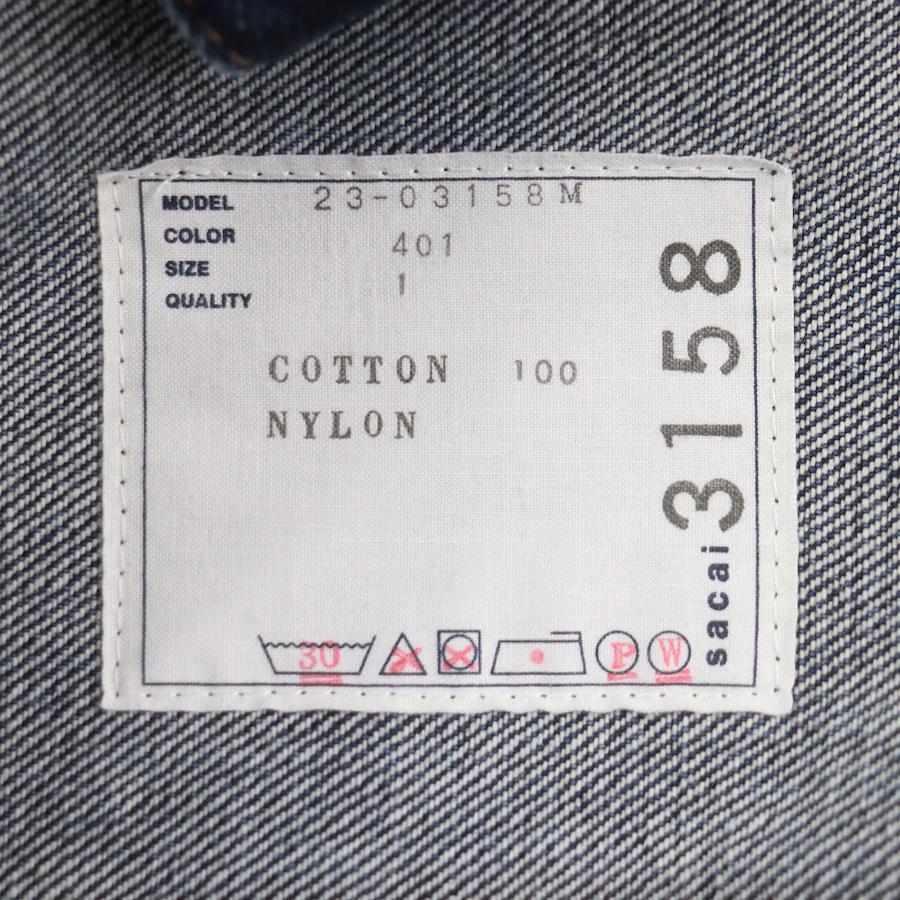 MODEL 23-03158M
COLOR 401
SIZE 1
QUALITY
COTTON 100
NYLON
30 P W
sacai 3158